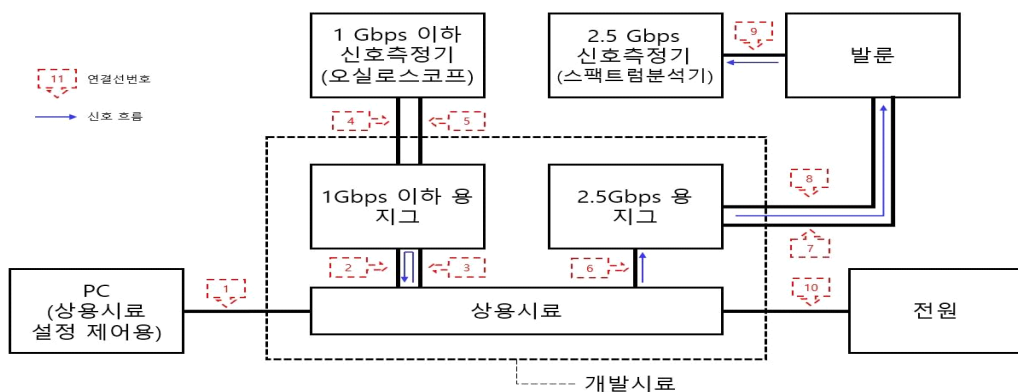 1 Gbps 이하
신호측정기
(오실로스코프)
2.5 Gbps
신호측정기
(스팩트럼분석기)
9
발룬
11
연결선번호
신호 흐름
4
5
1Gbps 이하 용
지그
2.5Gbps 용
지그
8
7
2
3
6
PC
(상용시료
설정 제어용)
1
상용시료
10
전원
개발시료